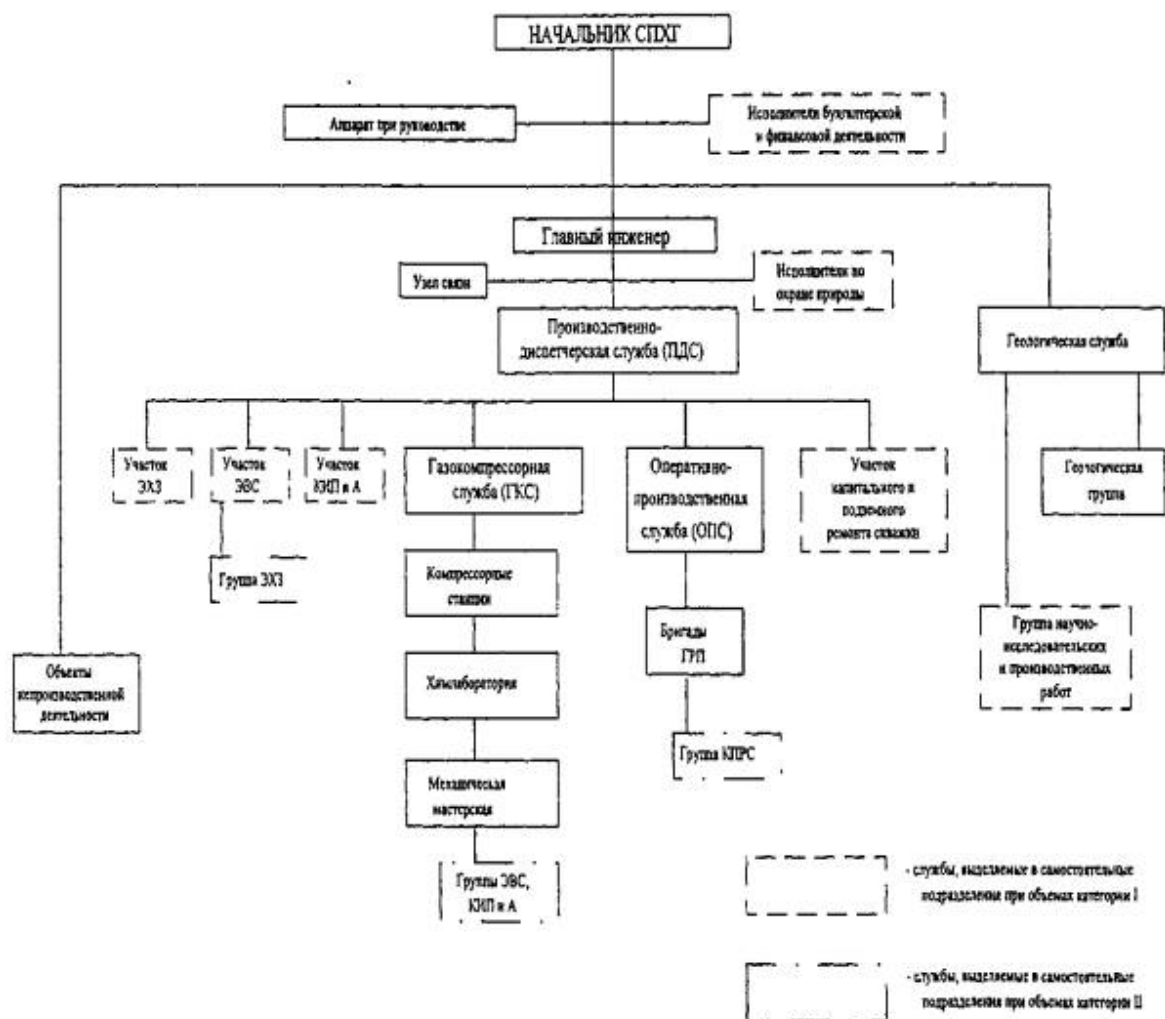 НАЧАЛЬНИК СПХГ
Аппарат при руководстве
Исполнители бухгалтерской
и финансовой деятельности
Главный инженер
Узел связи
Исполнители по
охране природы
Производственно-
диспетчерская служба (ПДС)
Геологическая служба
Участок
ЭХЗ
Участок
ЭВС
Участок
КИП и А
Газокомпрессорная
служба (ГКС)
Оперативно-
производственная
служба (ОПС)
Участок
капитального и
подземного
ремонта скважин
Геологическая
группа
Группа ЭХЗ
Компрессорные
станции
Бригады
ГРП
Группа научно-
исследовательских
и производственных
работ
Объекты
непроизводственной
деятельности
Химлаборатория
Группа КПРС
Механическая
мастерская
Группы ЭВС,
КИП и А
- службы, выделяемые в самостоятельные
подразделения при объемах категории I
- службы, выделяемые в самостоятельные
подразделения при объемах категории II